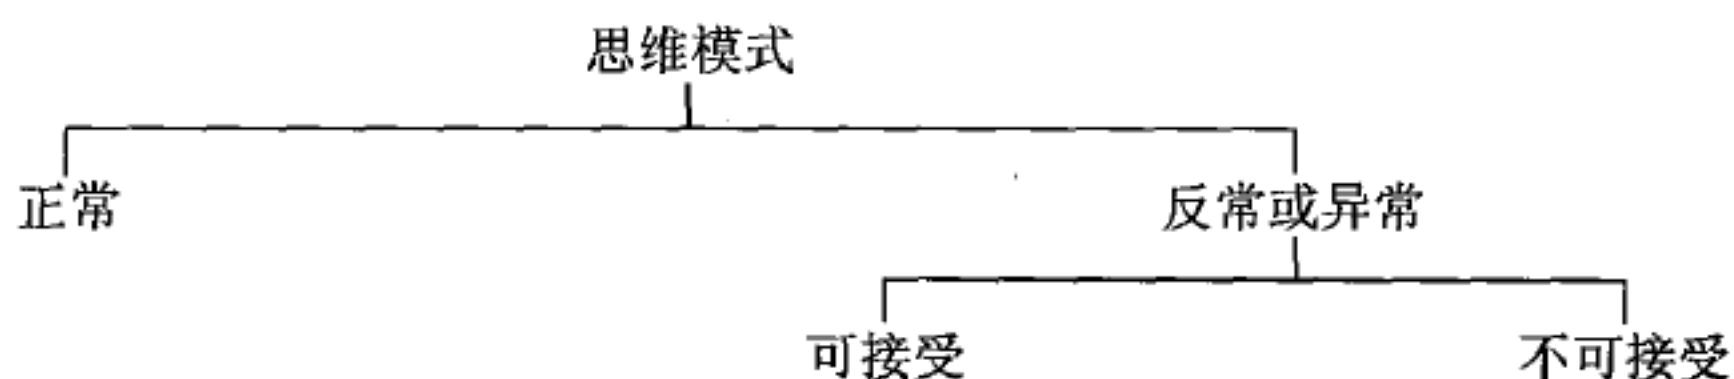 思维模式
正常
反常或异常
可接受
不可接受